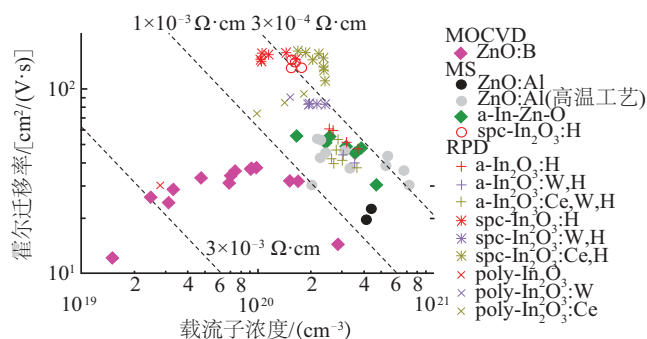 1×10⁻³ Ω·cm
3×10⁻⁴ Ω·cm
3×10⁻³ Ω·cm
霍尔迁移率/[cm²/(V·s)]
10²
6
4
2
10¹
10¹⁹
2
4
6
10²⁰
2
4
6
10²¹
载流子浓度/(cm⁻³)
MOCVD
ZnO:B
MS
ZnO:Al
ZnO:Al(高温工艺)
a-In-Zn-O
spc-In₂O₃:H
RPD
a-In₂O₃:H
a-In₂O₃:W,H
a-In₂O₃:Ce,W,H
spc-In₂O₃:H
spc-In₂O₃:W,H
spc-In₂O₃:Ce,H
poly-In₂O₃
poly-In₂O₃:W
poly-In₂O₃:Ce